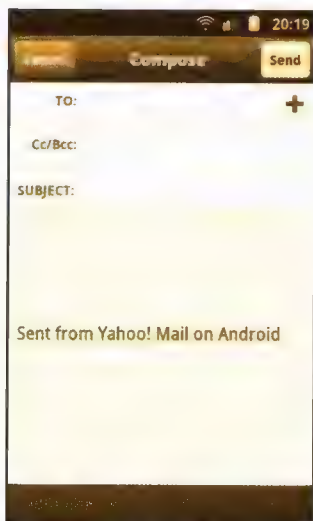 20:19
Compose Send
TO: +
Cc/Bcc:
SUBJECT:
Sent from Yahoo! Mail on Android